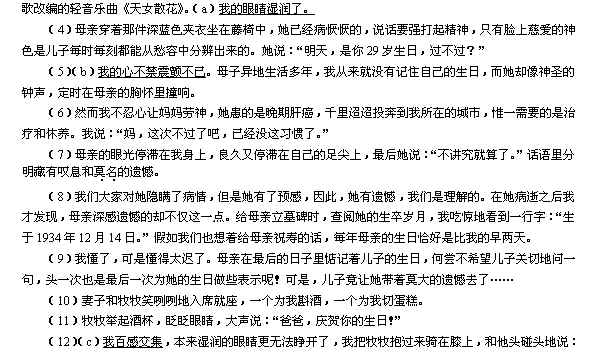 歌改编的轻音乐曲《天女散花》。(a)我的眼睛湿润了。
(4)母亲穿着那件深蓝色夹衣坐在藤椅中，她已经病恹恹的，说话要强打起精神，只有脸上慈爱的神
色是儿子每时每刻都能从愁容中分辨出来的。她说：“明天，是你29岁生日，过不过？”
(5)(b)我的心不禁震颤不已。母子异地生活多年，我从来就没有记住自己的生日，而她却像神圣的
钟声，定时在母亲的胸怀里撞响。
(6)然而我不忍心让妈妈劳神，她患的是晚期肝癌，千里迢迢投奔到我所在的城市，惟一需要的是治
疗和休养。我说：“妈，这次不过了吧，已经没这习惯了。”
(7)母亲的眼光停滞在我身上，良久又停滞在自己的足尖上，最后她说：“不讲究就算了。”话语里分
明藏有叹息和莫名的遗憾。
(8)我们大家对她隐瞒了病情，但是她有了预感，因此，她有遗憾，我们是理解的。在她病逝之后我
才发现，母亲深感遗憾的却不仅这一点。给母亲立墓碑时，查阅她的生卒岁月，我吃惊地看到一行字：“生
于1934年12月14日。”假如我们也想着给母亲祝寿的话，每年母亲的生日恰好是比我的早两天。
(9)我懂了，可是懂得太迟了。母亲在最后的日子里惦记着儿子的生日，何尝不希望儿子关切地问一
句，头一次也是最后一次为她的生日做些表示呢！可是，儿子竟让她带着莫大的遗憾去了……
(10)妻子和牧牧笑咧咧地入席就座，一个为我斟酒，一个为我切蛋糕。
(11)牧牧举起酒杯，眨眨眼睛，大声说：“爸爸，庆贺你的生日！”
(12)(c)我百感交集，本来湿润的眼睛更无法睁开了，我把牧牧抱过来骑在膝上，和他头碰头地说：